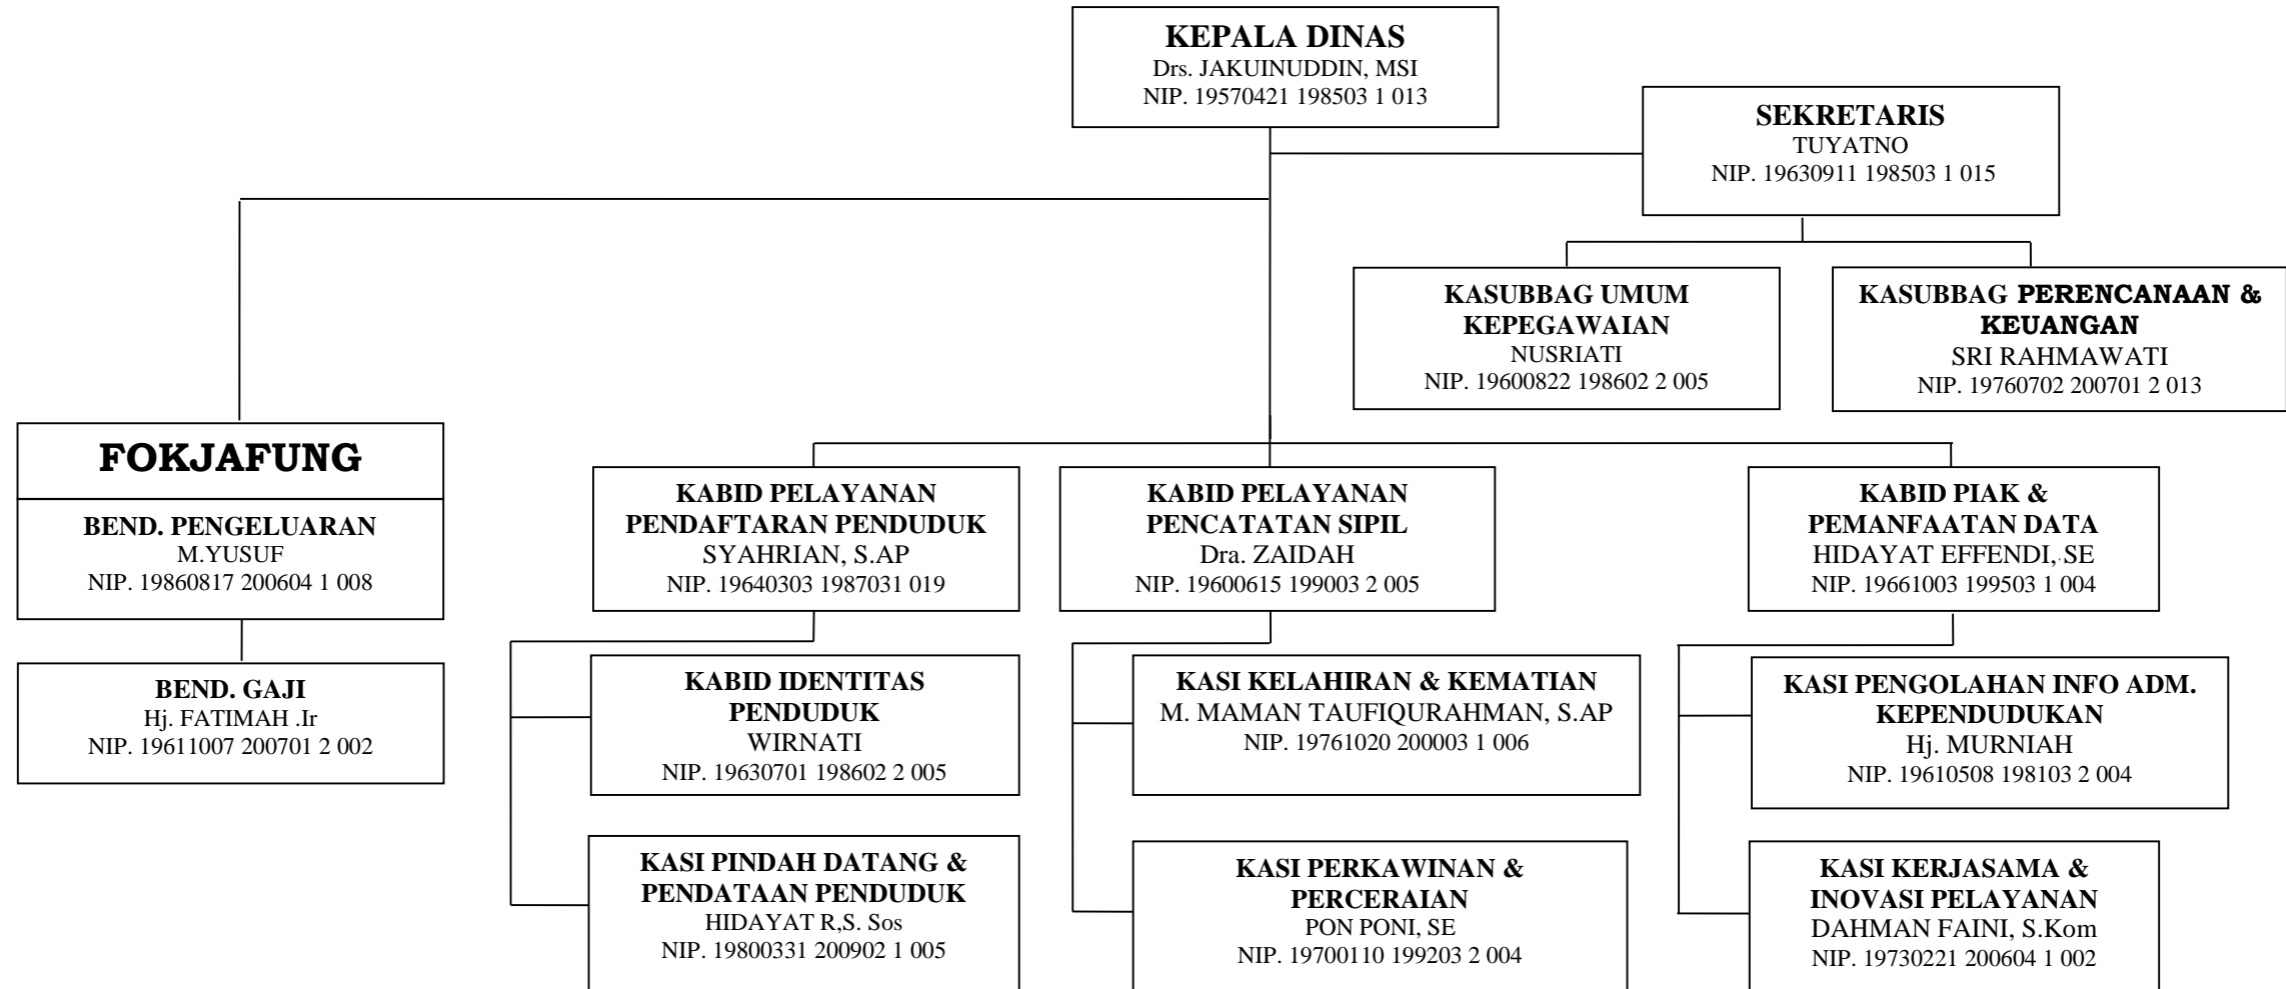 KEPALA DINAS
Drs. JAKUINUDDIN, MSI
NIP. 19570421 198503 1 013
SEKRETARIS
TUYATNO
NIP. 19630911 198503 1 015
KASUBBAG UMUM
KEPEGAWAIAN
NUSRIATI
NIP. 19600822 198602 2 005
KASUBBAG PERENCANAAN &
KEUANGAN
SRI RAHMAWATI
NIP. 19760702 200701 2 013
FOKJAFUNG
BEND. PENGELUARAN
M.YUSUF
NIP. 19860817 200604 1 008
BEND. GAJI
Hj. FATIMAH .Ir
NIP. 19611007 200701 2 002
KABID PELAYANAN
PENDAFTARAN PENDUDUK
SYAHRIAN, S.AP
NIP. 19640303 1987031 019
KABID IDENTITAS
PENDUDUK
WIRNATI
NIP. 19630701 198602 2 005
KASI PINDAH DATANG &
PENDATAAN PENDUDUK
HIDAYAT R,S. Sos
NIP. 19800331 200902 1 005
KABID PELAYANAN
PENCATATAN SIPIL
Dra. ZAIDAH
NIP. 19600615 199003 2 005
KASI KELAHIRAN & KEMATIAN
M. MAMAN TAUFIQURAHMAN, S.AP
NIP. 19761020 200003 1 006
KASI PERKAWINAN &
PERCERAIAN
PON PONI, SE
NIP. 19700110 199203 2 004
KABID PIAK &
PEMANFAATAN DATA
HIDAYAT EFFENDI, SE
NIP. 19661003 199503 1 004
KASI PENGOLAHAN INFO ADM.
KEPENDUDUKAN
Hj. MURNIAH
NIP. 19610508 198103 2 004
KASI KERJASAMA &
INOVASI PELAYANAN
DAHMAN FAINI, S.Kom
NIP. 19730221 200604 1 002